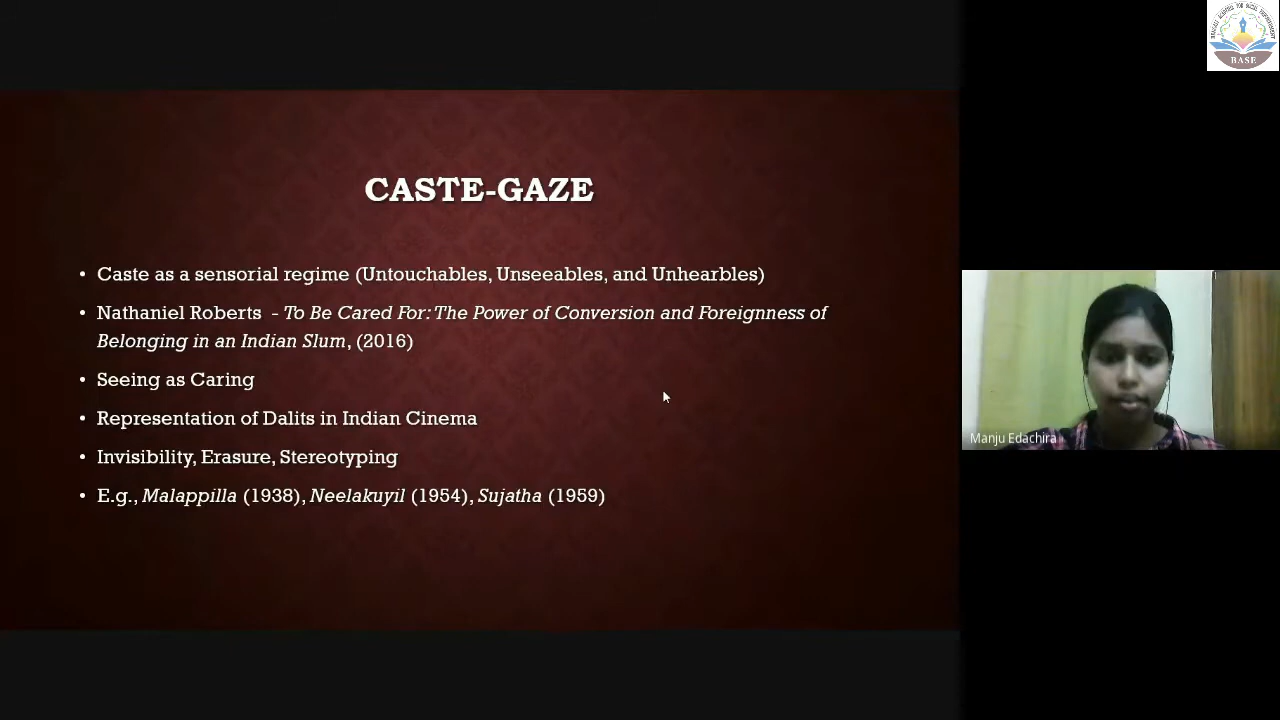 CASTE-GAZE
• Caste as a sensorial regime (Untouchables, Unseeables, and Unhearbles)
• Nathaniel Roberts - To Be Cared For: The Power of Conversion and Foreignness of
Belonging in an Indian Slum, (2016)
• Seeing as Caring
• Representation of Dalits in Indian Cinema
• Invisibility, Erasure, Stereotyping
• E.g., Malappilla (1938), Neelakuyil (1954), Sujatha (1959)
Manju Edachira
BASE